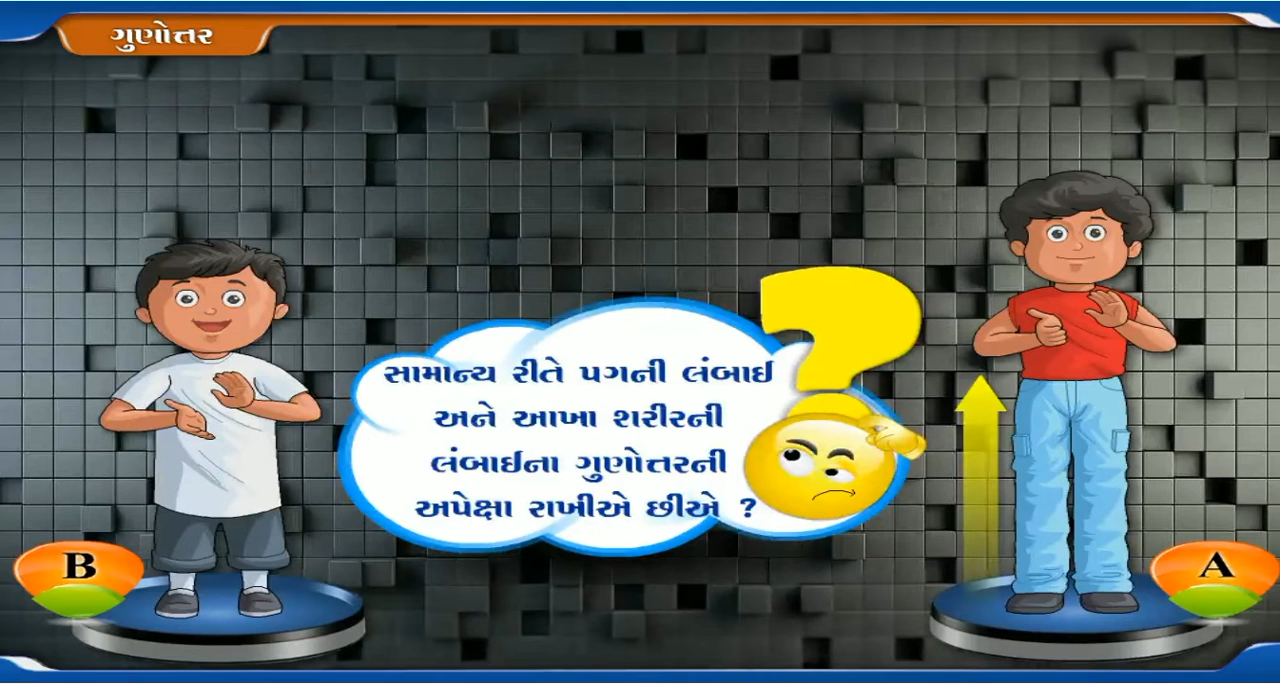 ગુણોત્તર
સામાન્ય રીતે પગની લંબાઈ
અને આખા શરીરની
લંબાઈના ગુણોત્તરની
અપેક્ષા રાખીએ છીએ ?
B
A